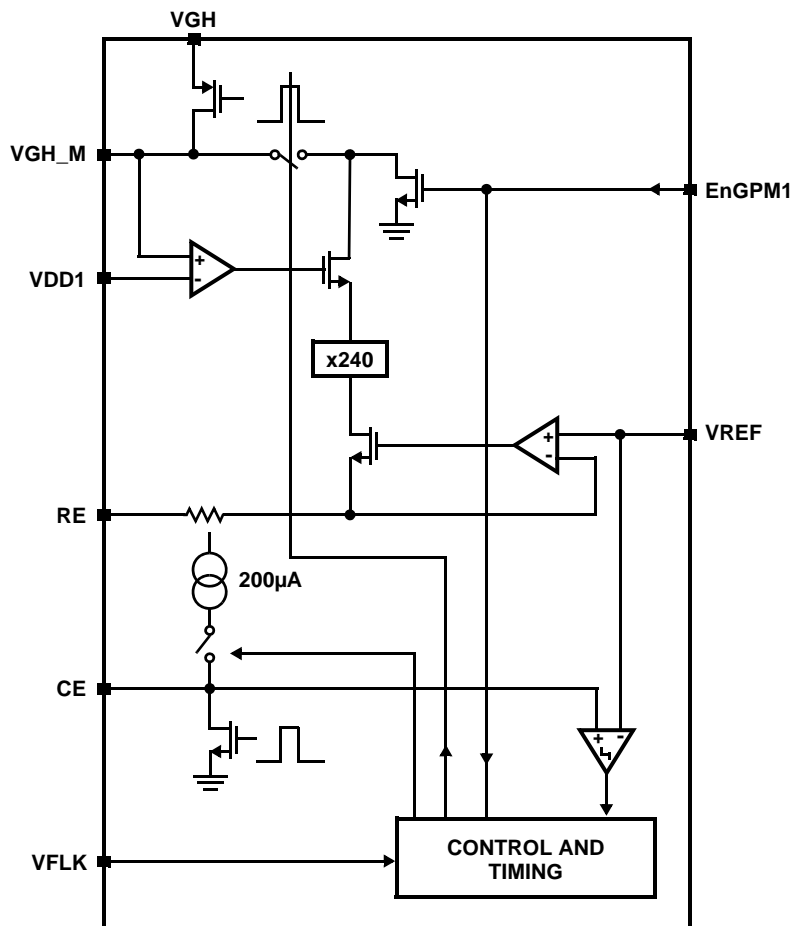 VGH
VGH_M
EnGPM1
+
-
VDD1
x240
+
-
VREF
RE
200µA
CE
+ -
CONTROL AND
TIMING
VFLK